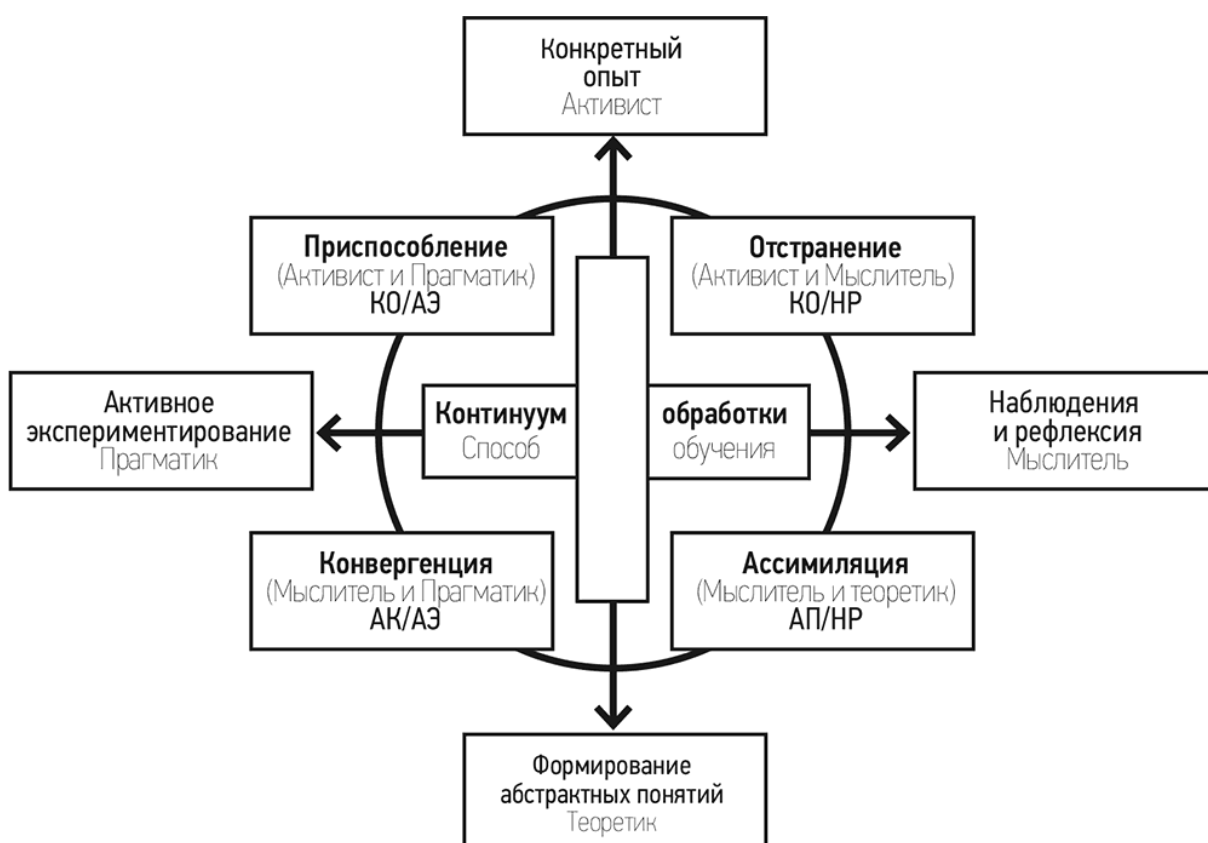 Конкретный
опыт
Активист
Приспособление
(Активист и Прагматик)
КО/АЭ
Отстранение
(Активист и Мыслитель)
КО/НР
Активное
экспериментирование
Прагматик
Континуум
Способ
обработки
обучения
Наблюдения
и рефлексия
Мыслитель
Конвергенция
(Мыслитель и Прагматик)
АК/АЭ
Ассимиляция
(Мыслитель и теоретик)
АП/НР
Формирование
абстрактных понятий
Теоретик